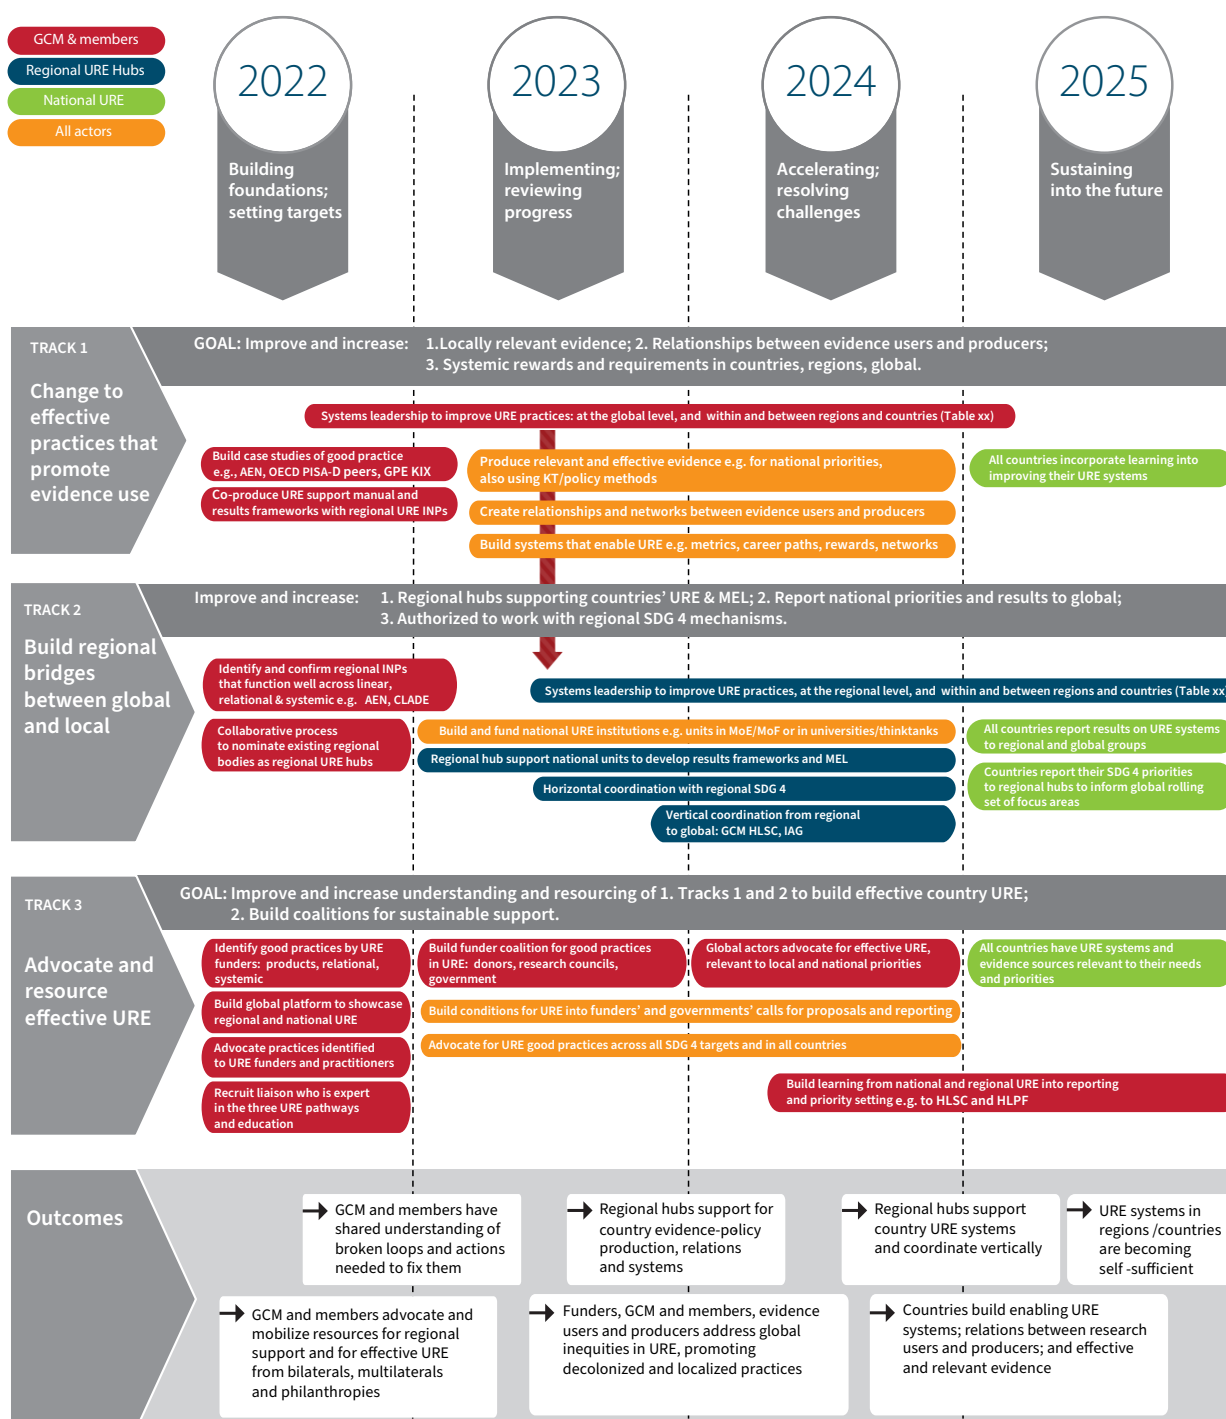 GCM & members
Regional URE Hubs
National URE
All actors
2022
Building
foundations;
setting targets
2023
Implementing;
reviewing
progress
2024
Accelerating;
resolving
challenges
2025
Sustaining
into the future
TRACK 1
Change to
effective
practices that
promote
evidence use
GOAL: Improve and increase: 1.Locally relevant evidence; 2. Relationships between evidence users and producers;
3. Systemic rewards and requirements in countries, regions, global.
Systems leadership to improve URE practices: at the global level, and within and between regions and countries (Table xx)
Build case studies of good practice
e.g., AEN, OECD PISA-D peers, GPE KIX
Co-produce URE support manual and
results frameworks with regional URE INPs
Produce relevant and effective evidence e.g. for national priorities,
also using KT/policy methods
Create relationships and networks between evidence users and producers
Build systems that enable URE e.g. metrics, career paths, rewards, networks
All countries incorporate learning into
improving their URE systems
TRACK 2
Build regional
bridges
between global
and local
Improve and increase: 1. Regional hubs supporting countries' URE & MEL; 2. Report national priorities and results to global;
3. Authorized to work with regional SDG 4 mechanisms.
Identify and confirm regional INPs
that function well across linear,
relational & systemic e.g. AEN, CLADE
Collaborative process
to nominate existing regional
bodies as regional URE hubs
Systems leadership to improve URE practices, at the regional level, and within and between regions and countries (Table xx)
Build and fund national URE institutions e.g. units in MoE/MoF or in universities/thinktanks
Regional hub support national units to develop results frameworks and MEL
Horizontal coordination with regional SDG 4
Vertical coordination from regional
to global: GCM HLSC, IAG
All countries report results on URE systems
to regional and global groups
Countries report their SDG 4 priorities
to regional hubs to inform global rolling
set of focus areas
TRACK 3
Advocate and
resource
effective URE
GOAL: Improve and increase understanding and resourcing of 1. Tracks 1 and 2 to build effective country URE;
2. Build coalitions for sustainable support.
Identify good practices by URE
funders: products, relational,
systemic
Build global platform to showcase
regional and national URE
Advocate practices identified
to URE funders and practitioners
Recruit liaison who is expert
in the three URE pathways
and education
Build funder coalition for good practices
in URE: donors, research councils,
government
Global actors advocate for effective URE,
relevant to local and national priorities
Build conditions for URE into funders' and governments' calls for proposals and reporting
Advocate for URE good practices across all SDG 4 targets and in all countries
All countries have URE systems and
evidence sources relevant to their needs
and priorities
Build learning from national and regional URE into reporting
and priority setting e.g. to HLSC and HLPF
Outcomes
GCM and members have
shared understanding of
broken loops and actions
needed to fix them
Regional hubs support for
country evidence-policy
production, relations
and systems
Regional hubs support
country URE systems
and coordinate vertically
URE systems in
regions /countries
are becoming
self -sufficient
GCM and members advocate and
mobilize resources for regional
support and for effective URE
from bilaterals, multilaterals
and philanthropies
Funders, GCM and members, evidence
users and producers address global
inequities in URE, promoting
decolonized and localized practices
Countries build enabling URE
systems; relations between research
users and producers; and effective
and relevant evidence